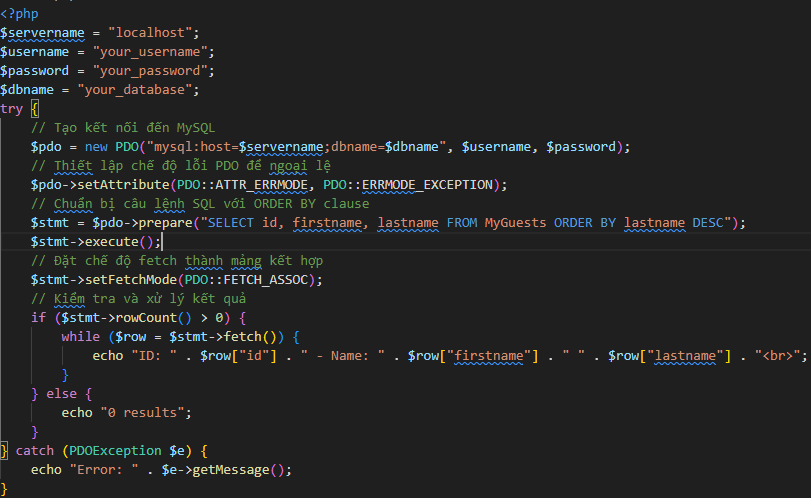 <?php
$servername = "localhost";
$username = "your_username";
$password = "your_password";
$dbname = "your_database";
try {
    // Tạo kết nối đến MySQL
    $pdo = new PDO("mysql:host=$servername;dbname=$dbname", $username, $password);
    // Thiết lập chế độ lỗi PDO để ngoại lệ
    $pdo->setAttribute(PDO::ATTR_ERRMODE, PDO::ERRMODE_EXCEPTION);
    // Chuẩn bị câu lệnh SQL với ORDER BY clause
    $stmt = $pdo->prepare("SELECT id, firstname, lastname FROM MyGuests ORDER BY lastname DESC");
    $stmt->execute();
    // Đặt chế độ fetch thành mảng kết hợp
    $stmt->setFetchMode(PDO::FETCH_ASSOC);
    // Kiểm tra và xử lý kết quả
    if ($stmt->rowCount() > 0) {
        while ($row = $stmt->fetch()) {
            echo "ID: " . $row["id"] . " - Name: " . $row["firstname"] . " " . $row["lastname"] . "<br>";
        }
    } else {
        echo "0 results";
    }
} catch (PDOException $e) {
    echo "Error: " . $e->getMessage();
}